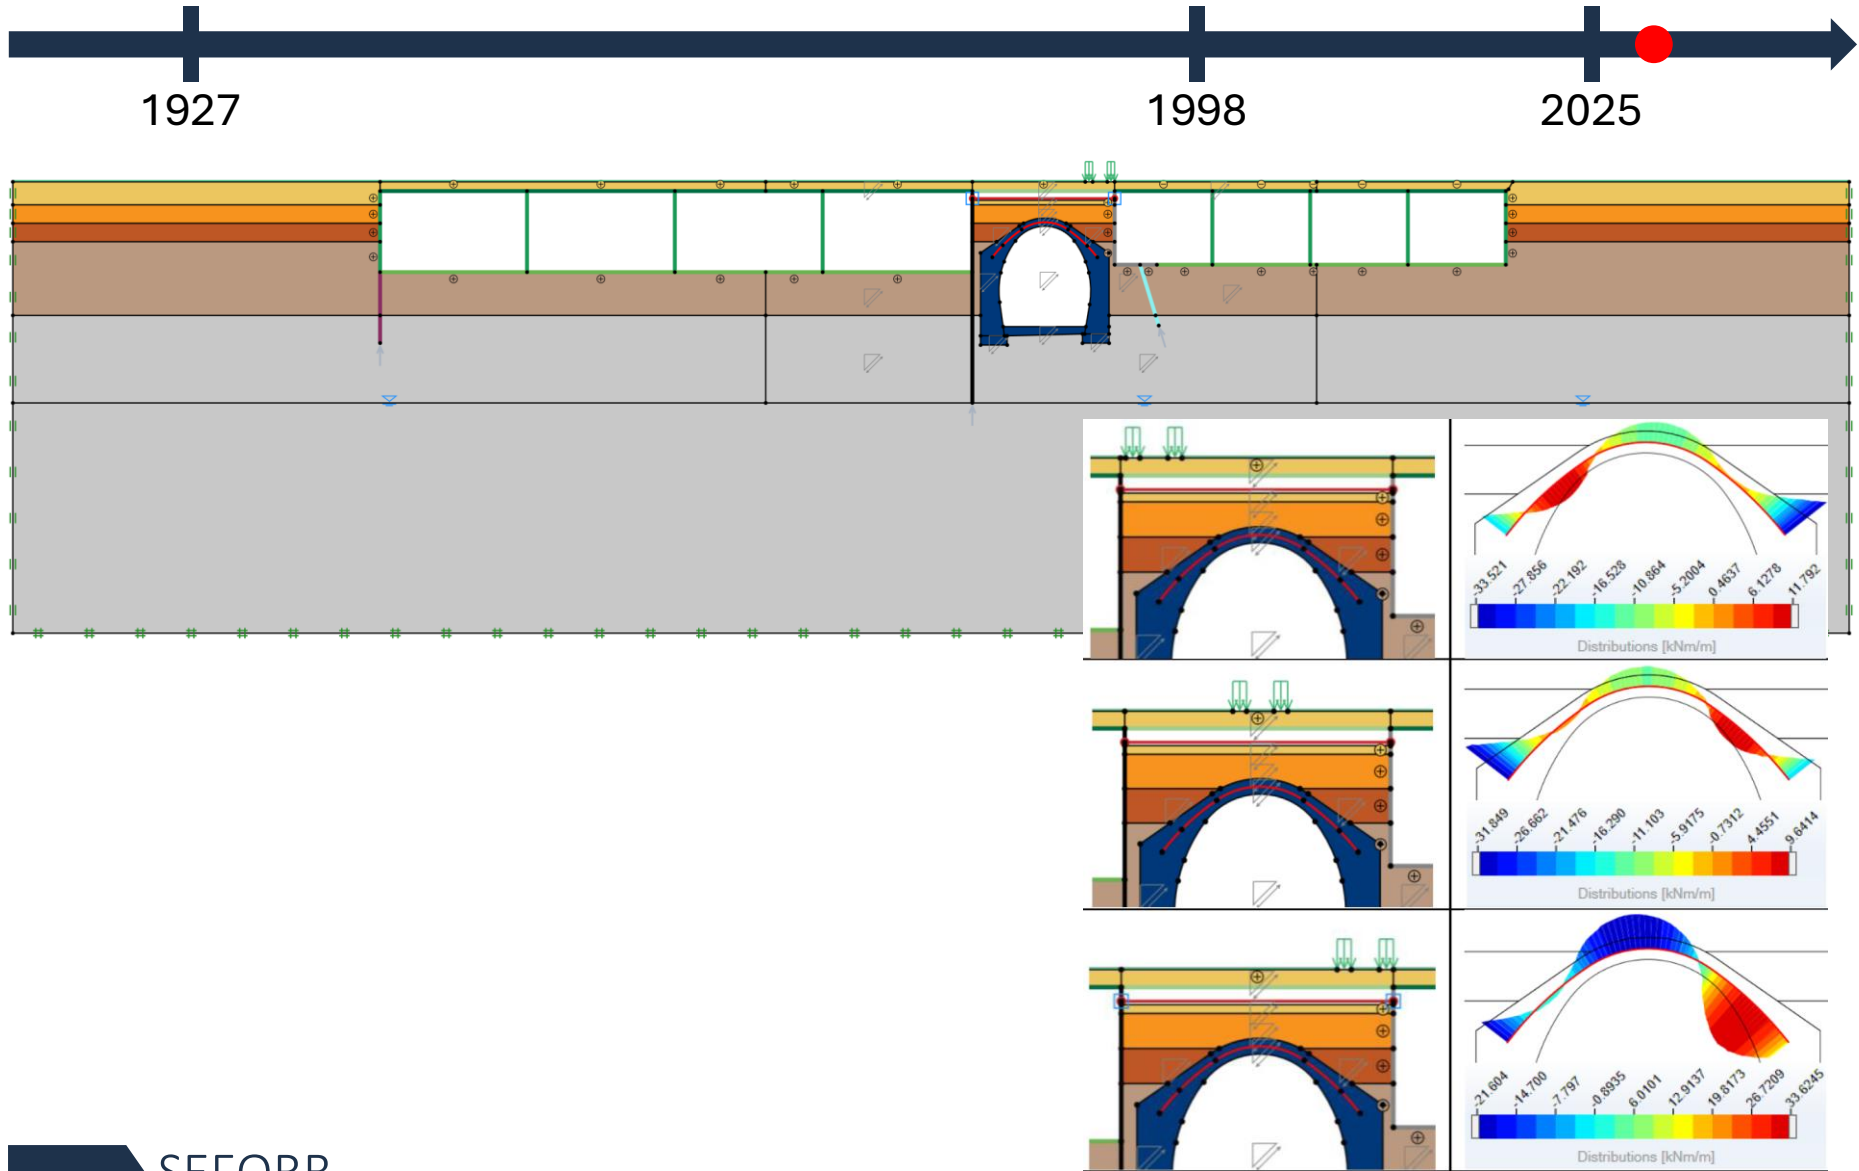 1927
1998
2025
-33.521 -27.856 -22.192 -16.528 -10.864 -5.2004 0.4637 6.1278 11.792
Distributions [kNm/m]
-31.849 -26.662 -21.476 -16.290 -11.103 -5.9175 -0.7312 4.4551 9.6414
Distributions [kNm/m]
-21.604 -14.700 -7.797 -0.8935 6.0101 12.9137 19.8173 26.7209 33.6245
Distributions [kNm/m]